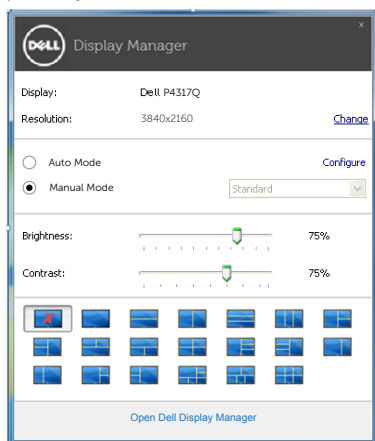 x
DELL Display Manager
Display: Dell P4317Q
Resolution: 3840x2160 Change
Auto Mode Configure
Manual Mode Standard
Brightness: 75%
Contrast: 75%
Open Dell Display Manager